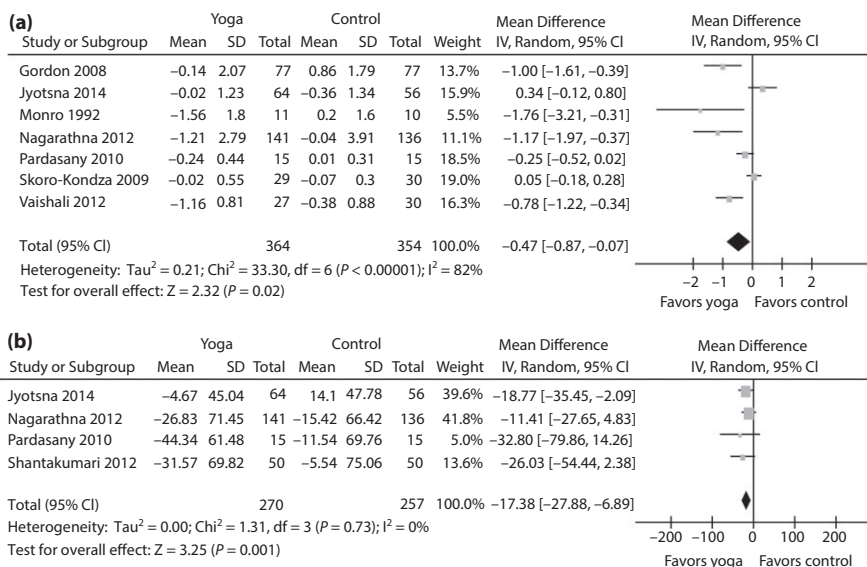 (a)
Yoga Control Mean Difference Mean Difference
Study or Subgroup Mean SD Total Mean SD Total Weight IV, Random, 95% CI IV, Random, 95% CI
Gordon 2008 −0.14 2.07 77 0.86 1.79 77 13.7% −1.00 [−1.61, −0.39]
Jyotsna 2014 −0.02 1.23 64 −0.36 1.34 56 15.9% 0.34 [−0.12, 0.80]
Monro 1992 −1.56 1.8 11 0.2 1.6 10 5.5% −1.76 [−3.21, −0.31]
Nagarathna 2012 −1.21 2.79 141 −0.04 3.91 136 11.1% −1.17 [−1.97, −0.37]
Pardasany 2010 −0.24 0.44 15 0.01 0.31 15 18.5% −0.25 [−0.52, 0.02]
Skoro-Kondza 2009 −0.02 0.55 29 −0.07 0.3 30 19.0% 0.05 [−0.18, 0.28]
Vaishali 2012 −1.16 0.81 27 −0.38 0.88 30 16.3% −0.78 [−1.22, −0.34]
Total (95% CI) 364 354 100.0% −0.47 [−0.87, −0.07]
Heterogeneity: Tau² = 0.21; Chi² = 33.30, df = 6 (P < 0.00001); I² = 82%
Test for overall effect: Z = 2.32 (P = 0.02)
−2 −1 0 1 2
Favors yoga Favors control
(b)
Yoga Control Mean Difference Mean Difference
Study or Subgroup Mean SD Total Mean SD Total Weight IV, Random, 95% CI IV, Random, 95% CI
Jyotsna 2014 −4.67 45.04 64 14.1 47.78 56 39.6% −18.77 [−35.45, −2.09]
Nagarathna 2012 −26.83 71.45 141 −15.42 66.42 136 41.8% −11.41 [−27.65, 4.83]
Pardasany 2010 −44.34 61.48 15 −11.54 69.76 15 5.0% −32.80 [−79.86, 14.26]
Shantakumari 2012 −31.57 69.82 50 −5.54 75.06 50 13.6% −26.03 [−54.44, 2.38]
Total (95% CI) 270 257 100.0% −17.38 [−27.88, −6.89]
Heterogeneity: Tau² = 0.00; Chi² = 1.31, df = 3 (P = 0.73); I² = 0%
Test for overall effect: Z = 3.25 (P = 0.001)
−200 −100 0 100 200
Favors yoga Favors control